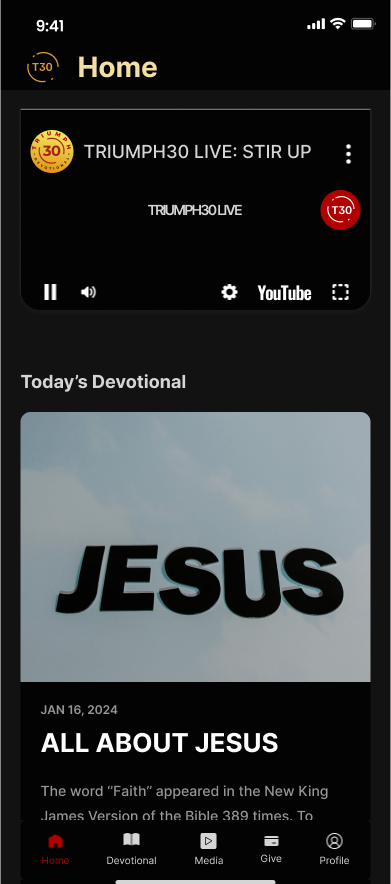 9:41
T30
Home
TRIUMPH
30
DEVOTIONAL
TRIUMPH30 LIVE: STIR UP
TRIUMPH30 LIVE
T30
YouTube
Today’s Devotional
JESUS
JAN 16, 2024
ALL ABOUT JESUS
The word “Faith” appeared in the New King
James Version of the Bible 389 times. To
Home
Devotional
Media
Give
Profile